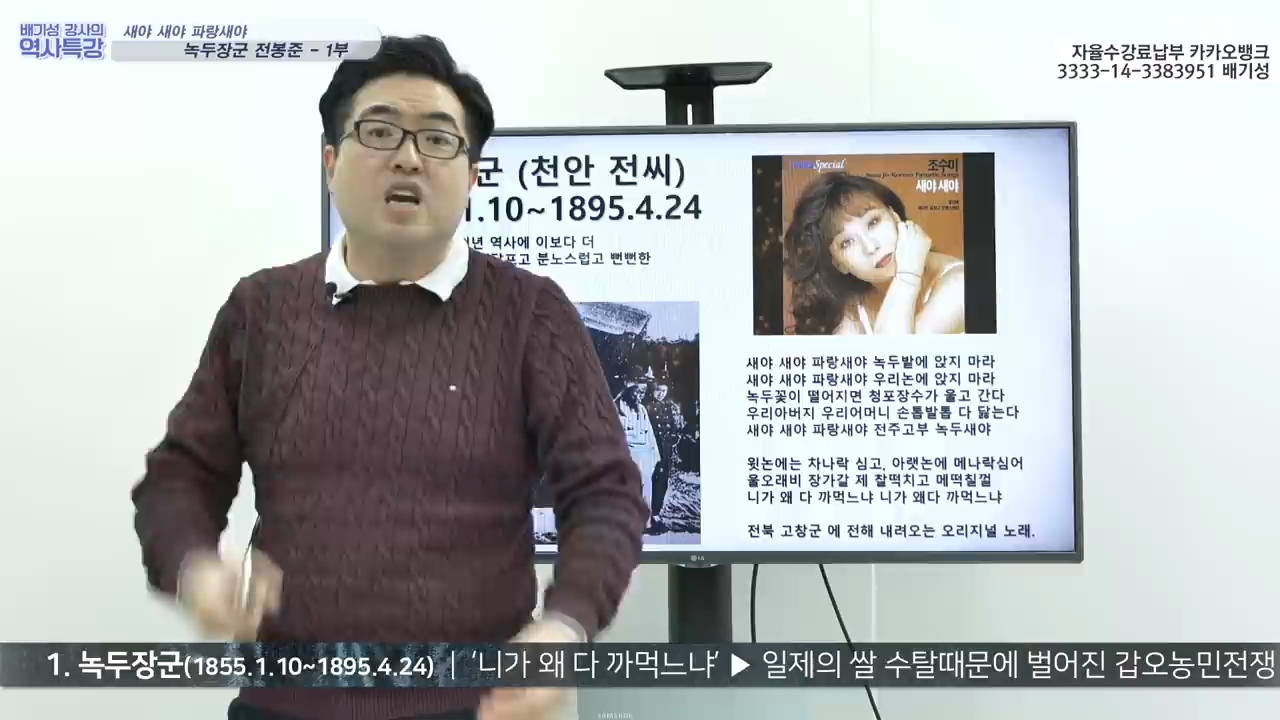 배기성 강사의
역사특강
새야 새야 파랑새야
녹두장군 전봉준 - 1부
자율수강료납부 카카오뱅크
3333-14-3383951 배기성
군 (천안 전씨)
1.10~1895.4.24
년 역사에 이보다 더
프고 분노스럽고 뻔뻔한
Special
조수미
새야 새야
새야 새야 파랑새야 녹두밭에 앉지 마라
새야 새야 파랑새야 우리논에 앉지 마라
녹두꽃이 떨어지면 청포장수가 울고 간다
우리아버지 우리어머니 손톱발톱 다 닳는다
새야 새야 파랑새야 전주고부 녹두새야
윗논에는 차나락 심고, 아랫논에 메나락심어
울오래비 장가갈 제 찰떡치고 메떡칠껄
니가 왜 다 까먹느냐 니가 왜다 까먹느냐
전북 고창군 에 전해 내려오는 오리지널 노래.
LG
1. 녹두장군(1855.1.10~1895.4.24) | ‘니가 왜 다 까먹느냐’ ▶ 일제의 쌀 수탈때문에 벌어진 갑오농민전쟁
SAMSUNG